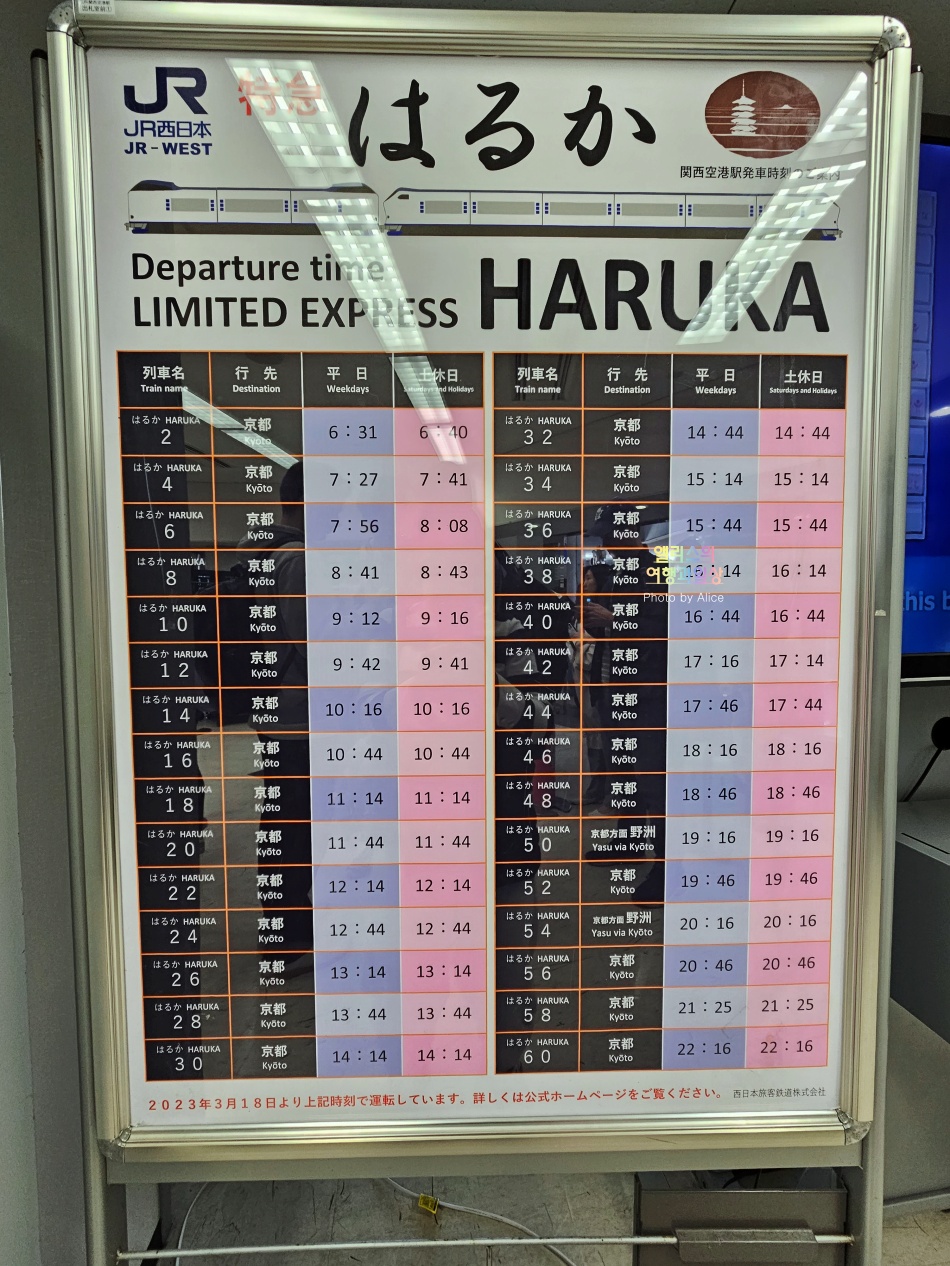 JR
JR西日本
JR-WEST
特急
はるか
関西空港駅発車時刻のご案内
Departure time
LIMITED EXPRESS HARUKA
列車名 行先 平日 土休日
Train name Destination Weekdays Saturdays and Holidays
はるか HARUKA 京都
2 Kyōto 6:31 6:40
はるか HARUKA 京都
4 Kyōto 7:27 7:41
はるか HARUKA 京都
6 Kyōto 7:56 8:08
はるか HARUKA 京都
8 Kyōto 8:41 8:43
はるか HARUKA 京都
10 Kyōto 9:12 9:16
はるか HARUKA 京都
12 Kyōto 9:42 9:41
はるか HARUKA 京都
14 Kyōto 10:16 10:16
はるか HARUKA 京都
16 Kyōto 10:44 10:44
はるか HARUKA 京都
18 Kyōto 11:14 11:14
はるか HARUKA 京都
20 Kyōto 11:44 11:44
はるか HARUKA 京都
22 Kyōto 12:14 12:14
はるか HARUKA 京都
24 Kyōto 12:44 12:44
はるか HARUKA 京都
26 Kyōto 13:14 13:14
はるか HARUKA 京都
28 Kyōto 13:44 13:44
はるか HARUKA 京都
30 Kyōto 14:14 14:14
列車名 行先 平日 土休日
Train name Destination Weekdays Saturdays and Holidays
はるか HARUKA 京都
32 Kyōto 14:44 14:44
はるか HARUKA 京都
34 Kyōto 15:14 15:14
はるか HARUKA 京都
36 Kyōto 15:44 15:44
はるか HARUKA 京都
38 Kyōto 16:14 16:14
はるか HARUKA 京都
40 Kyōto 16:44 16:44
はるか HARUKA 京都
42 Kyōto 17:16 17:14
はるか HARUKA 京都
44 Kyōto 17:46 17:44
はるか HARUKA 京都
46 Kyōto 18:16 18:16
はるか HARUKA 京都
48 Kyōto 18:46 18:46
はるか HARUKA 京都方面 野洲
50 Yasu via Kyōto 19:16 19:16
はるか HARUKA 京都
52 Kyōto 19:46 19:46
はるか HARUKA 京都方面 野洲
54 Yasu via Kyōto 20:16 20:16
はるか HARUKA 京都
56 Kyōto 20:46 20:46
はるか HARUKA 京都
58 Kyōto 21:25 21:25
はるか HARUKA 京都
60 Kyōto 22:16 22:16
Photo by Alice
2023年3月18日より上記時刻で運転しています。詳しくは公式ホームページをご覧ください。 西日本旅客鉄道株式会社
this